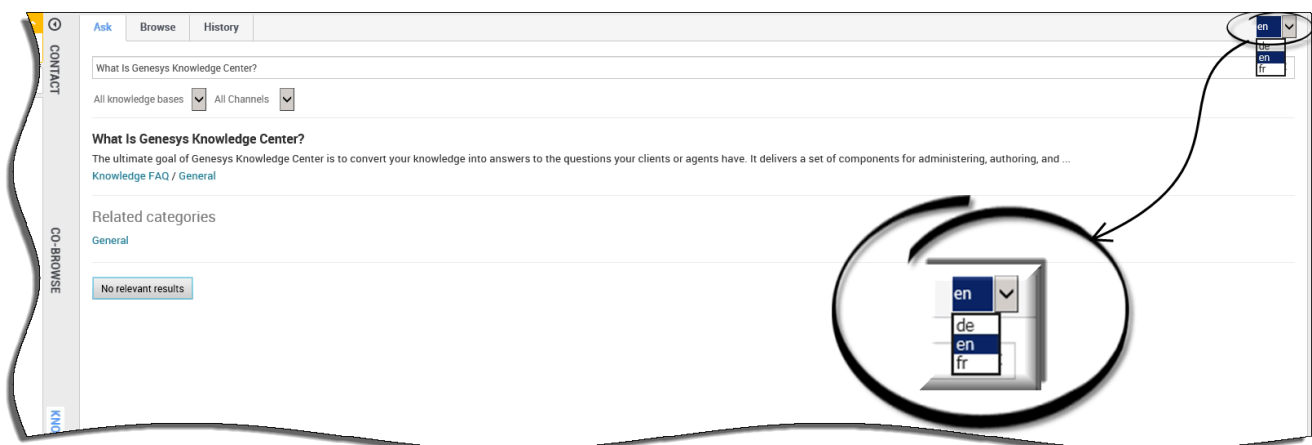 Ask Browse History
en
de
en
fr
CONTACT
What Is Genesys Knowledge Center?
All knowledge bases All Channels
What Is Genesys Knowledge Center?
The ultimate goal of Genesys Knowledge Center is to convert your knowledge into answers to the questions your clients or agents have. It delivers a set of components for administering, authoring, and ...
Knowledge FAQ / General
Related categories
General
CO-BROWSE
No relevant results
en
de
en
fr
KNO